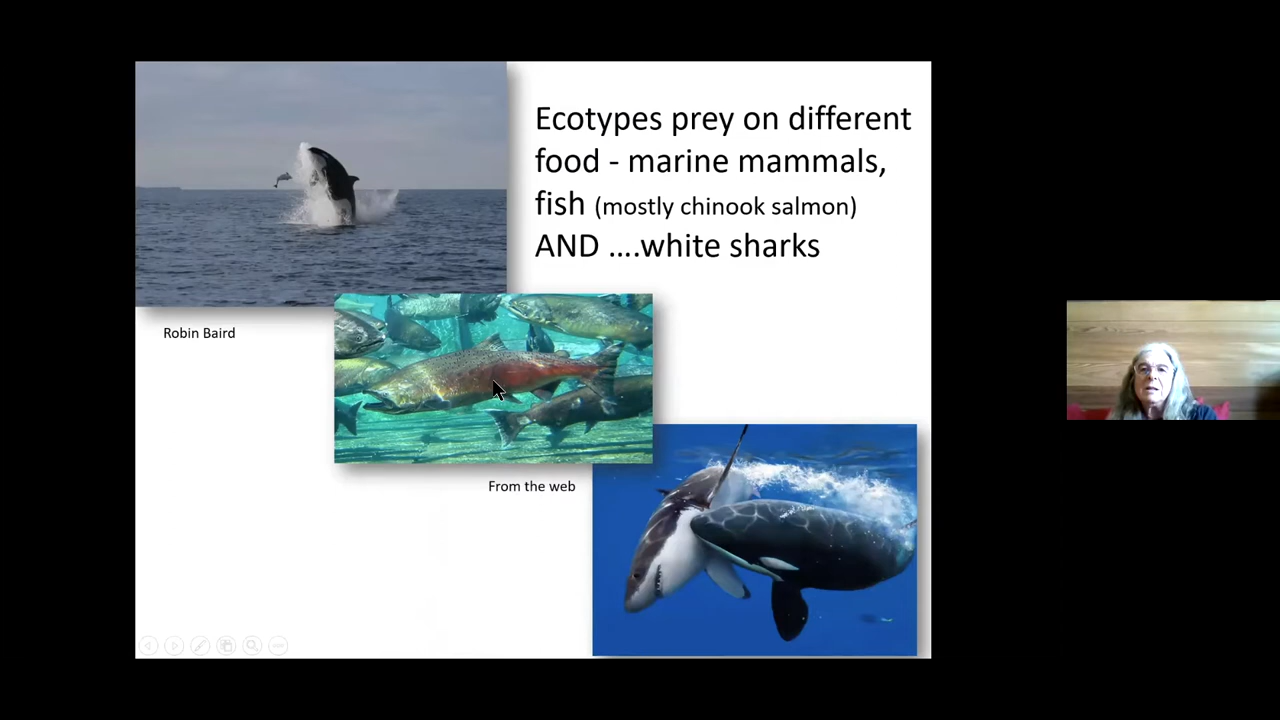 Ecotypes prey on different
food - marine mammals,
fish (mostly chinook salmon)
AND ....white sharks
Robin Baird
From the web